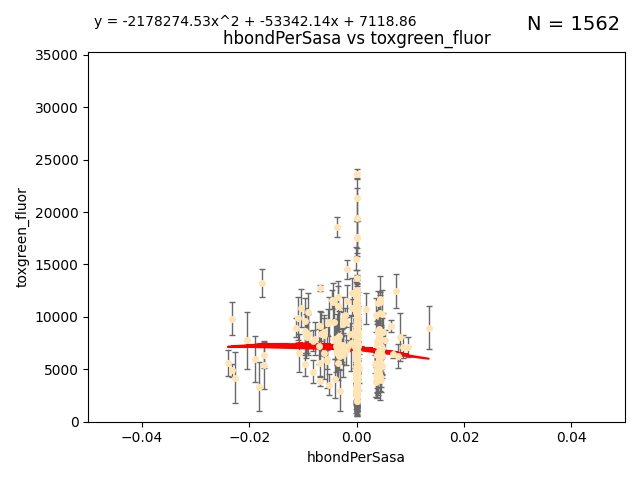 y = -2178274.53x^2 + -53342.14x + 7118.86
N = 1562
hbondPerSasa vs toxgreen_fluor
35000
30000
25000
20000
15000
10000
5000
0
toxgreen_fluor
−0.04
−0.02
0.00
0.02
0.04
hbondPerSasa